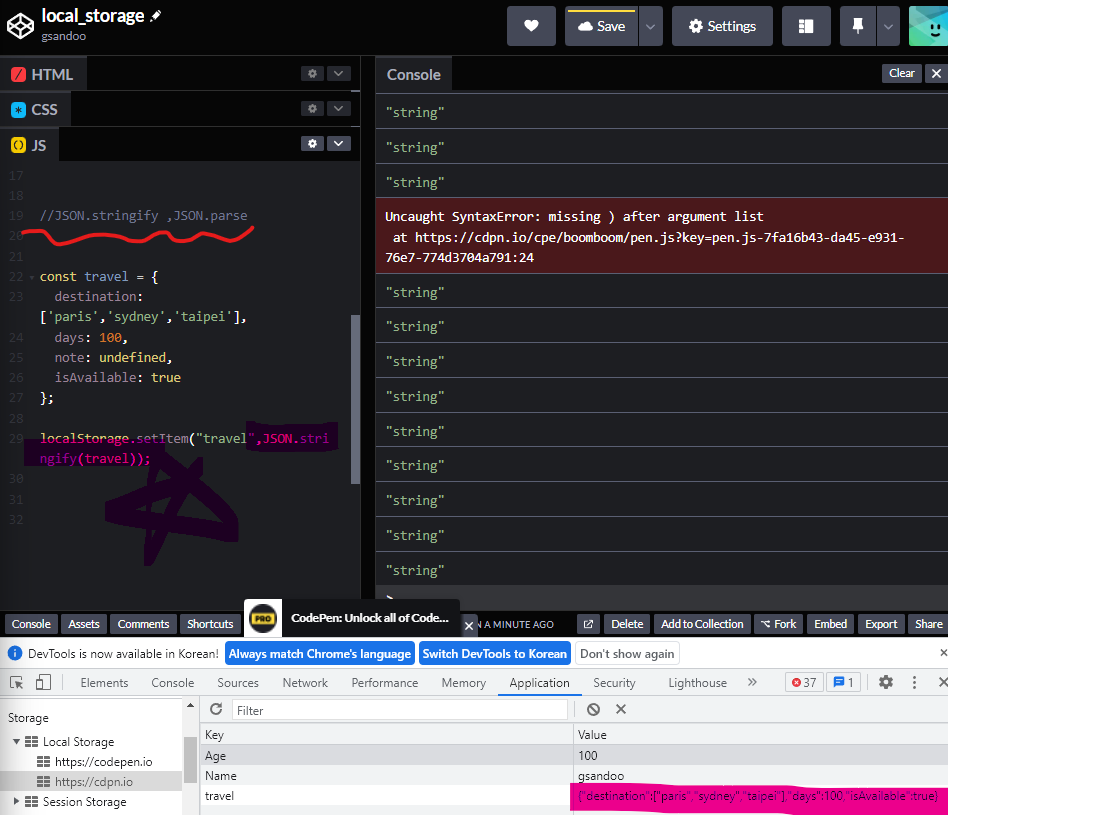 local_storage
gsandoo
Save
Settings
HTML
CSS
JS
17
18
19 //JSON.stringify ,JSON.parse
20
21
22 const travel = {
23 destination:
['paris','sydney','taipei'],
24 days: 100,
25 note: undefined,
26 isAvailable: true
27 };
28
29 localStorage.setItem("travel",JSON.stri
ngify(travel));
30
31
32
Console
Clear
"string"
"string"
"string"
Uncaught SyntaxError: missing ) after argument list
at https://cdpn.io/cpe/boomboom/pen.js?key=pen.js-7fa16b43-da45-e931-
76e7-774d3704a791:24
"string"
"string"
"string"
"string"
"string"
"string"
"string"
"string"
"string"
>
Console Assets Comments Shortcuts
PRO CodePen: Unlock all of Code...
N A MINUTE AGO
Delete Add to Collection Fork Embed Export Share
DevTools is now available in Korean! Always match Chrome's language Switch DevTools to Korean Don't show again
Elements Console Sources Network Performance Memory Application Security Lighthouse » 37 1
Storage
Local Storage
https://codepen.io
https://cdpn.io
Session Storage
Filter
Key Value
Age 100
Name gsandoo
travel {"destination":["paris","sydney","taipei"],"days":100,"isAvailable":true}